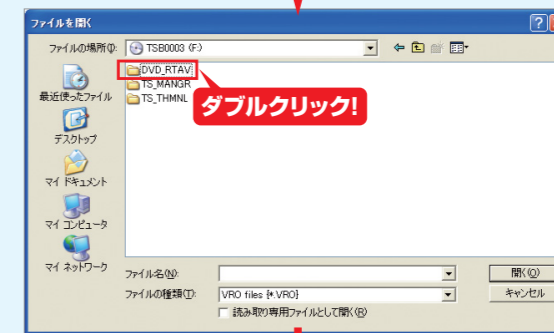 ファイルを開く
ファイルの場所(I):
TSB0003 (F:)
DVD_RTAV
TS_MANGR
TS_THMNL
ダブルクリック!
最近使ったファイル
デスクトップ
マイ ドキュメント
マイ コンピュータ
マイ ネットワーク
ファイル名(N):
開く(O)
ファイルの種類(T):
VRO files {*.VRO}
キャンセル
読み取り専用ファイルとして開く(R)